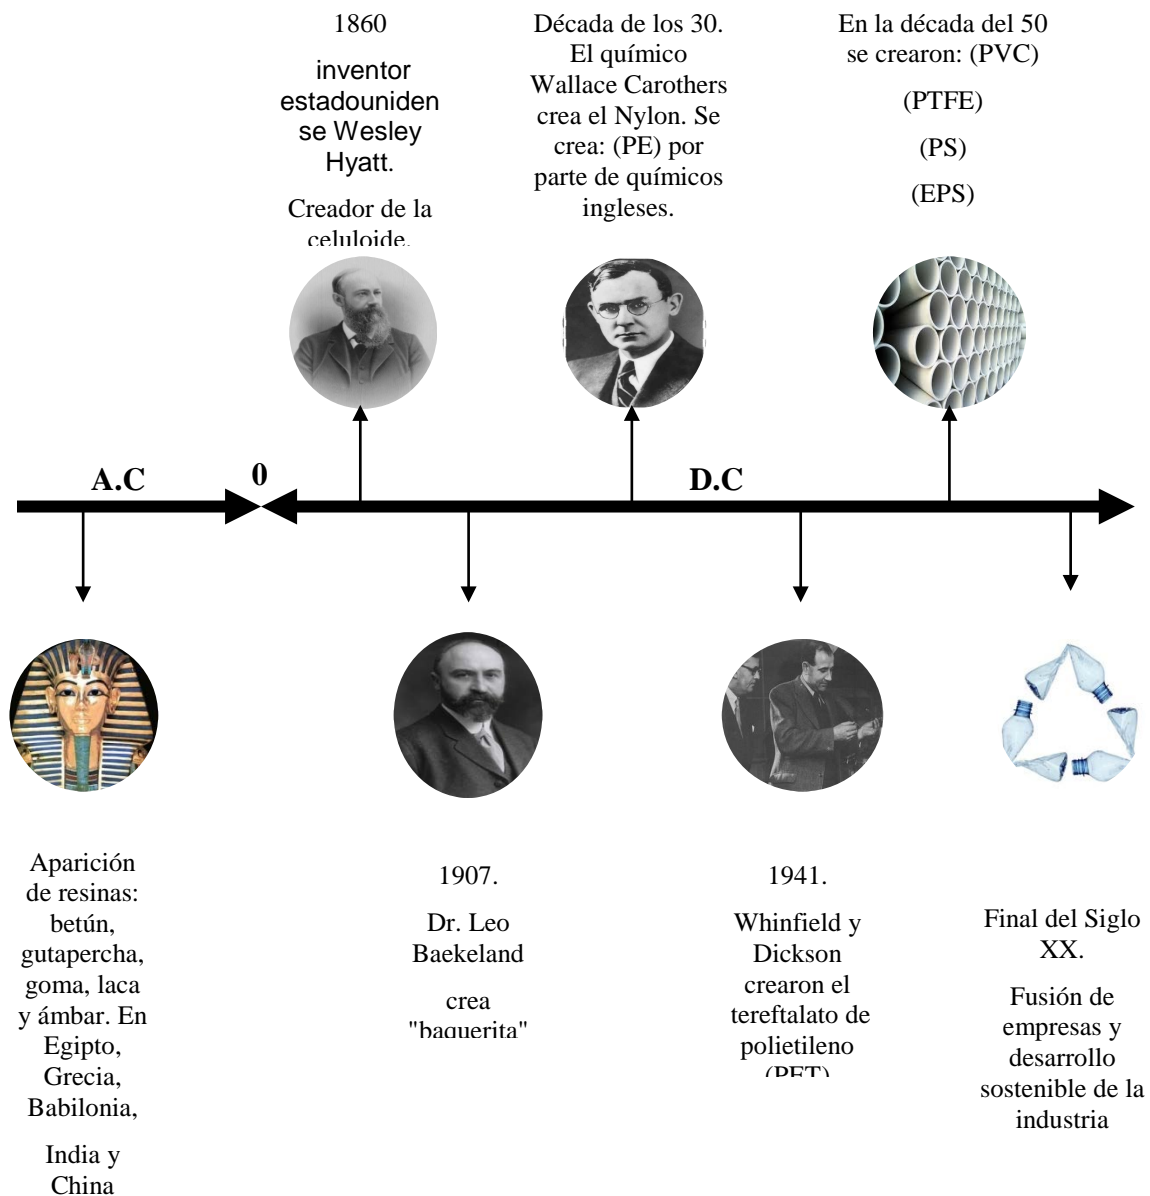 1860
inventor
estadouniden
se Wesley
Hyatt.
Creador de la
celuloide.
Década de los 30.
El químico
Wallace Carothers
crea el Nylon. Se
crea: (PE) por
parte de químicos
ingleses.
En la década del 50
se crearon: (PVC)
(PTFE)
(PS)
(EPS)
A.C
0
D.C
Aparición
de resinas:
betún,
gutapercha,
goma, laca
y ámbar. En
Egipto,
Grecia,
Babilonia,
India y
China
1907.
Dr. Leo
Baekeland
crea
"baquerita"
1941.
Whinfield y
Dickson
crearon el
tereftalato de
polietileno
(PET)
Final del Siglo
XX.
Fusión de
empresas y
desarrollo
sostenible de la
industria